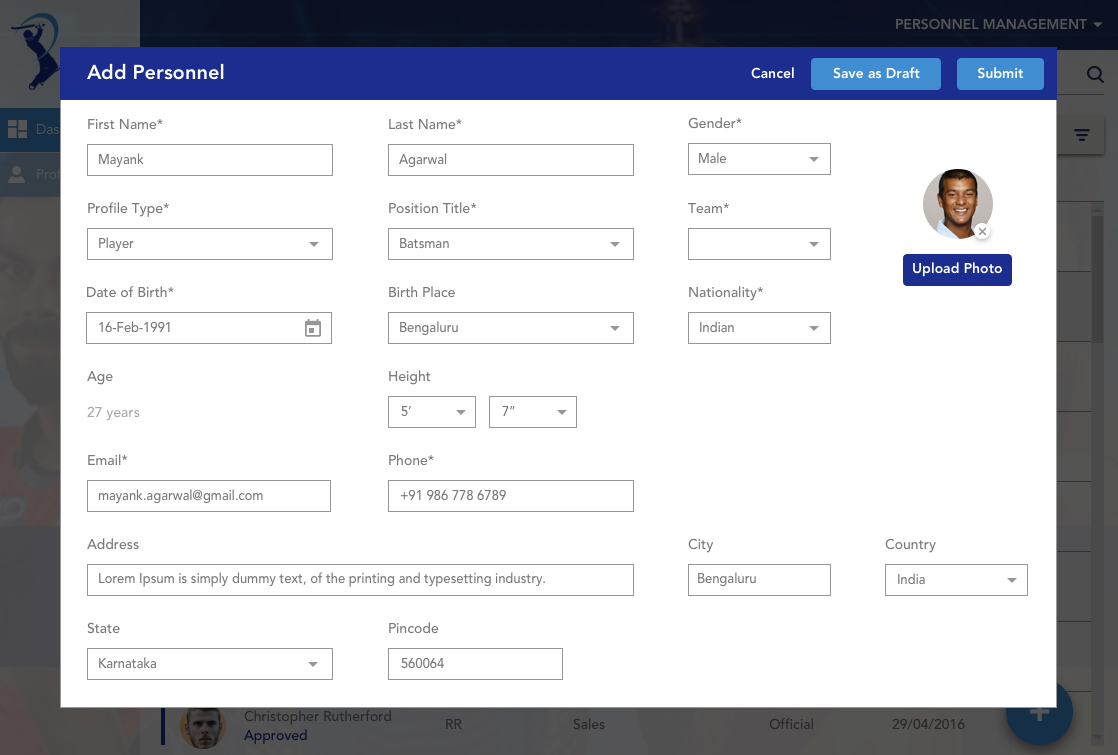 PERSONNEL MANAGEMENT
Add Personnel
Cancel
Save as Draft
Submit
First Name*
Last Name*
Gender*
Mayank
Agarwal
Male
Profile Type*
Position Title*
Team*
Player
Batsman
Upload Photo
Date of Birth*
Birth Place
Nationality*
16-Feb-1991
Bengaluru
Indian
Age
Height
27 years
5′
7″
Email*
Phone*
mayank.agarwal@gmail.com
+91 986 778 6789
Address
City
Country
Lorem Ipsum is simply dummy text, of the printing and typesetting industry.
Bengaluru
India
State
Pincode
Karnataka
560064
Christopher Rutherford
RR
Sales
Official
29/04/2016
Approved